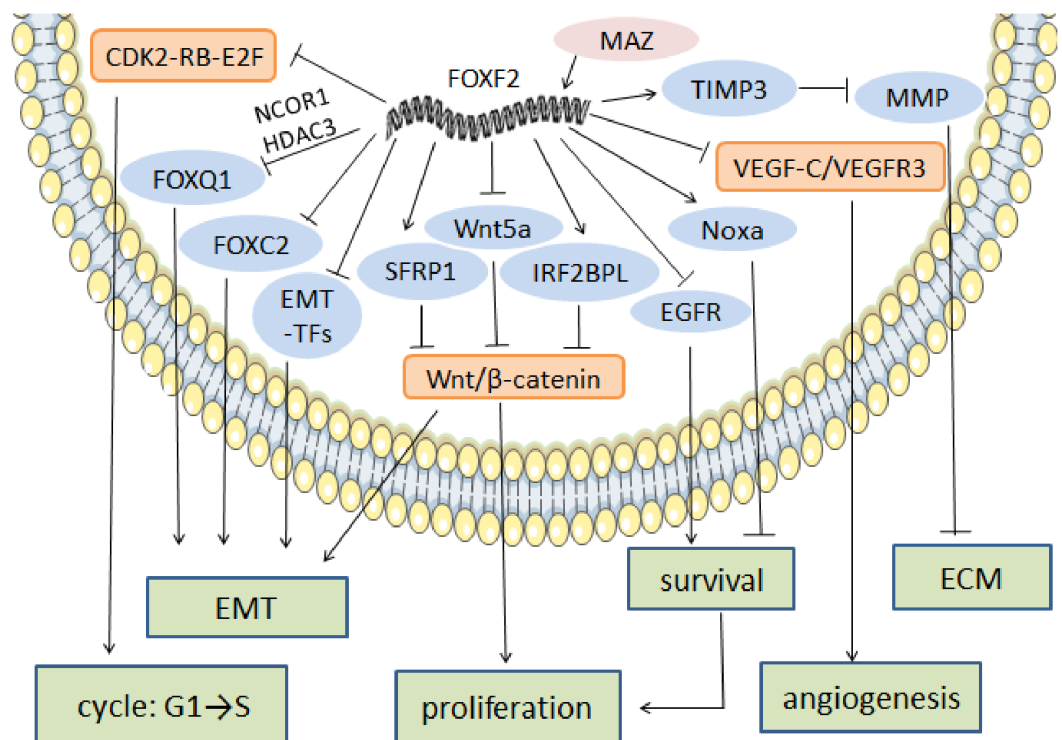 MAZ
CDK2-RB-E2F
FOXF2
TIMP3
MMP
NCOR1
HDAC3
VEGF-C/VEGFR3
FOXQ1
Wnt5a
Noxa
FOXC2
SFRP1
IRF2BPL
EMT
-TFs
EGFR
Wnt/β-catenin
survival
ECM
EMT
cycle: G1→S
proliferation
angiogenesis